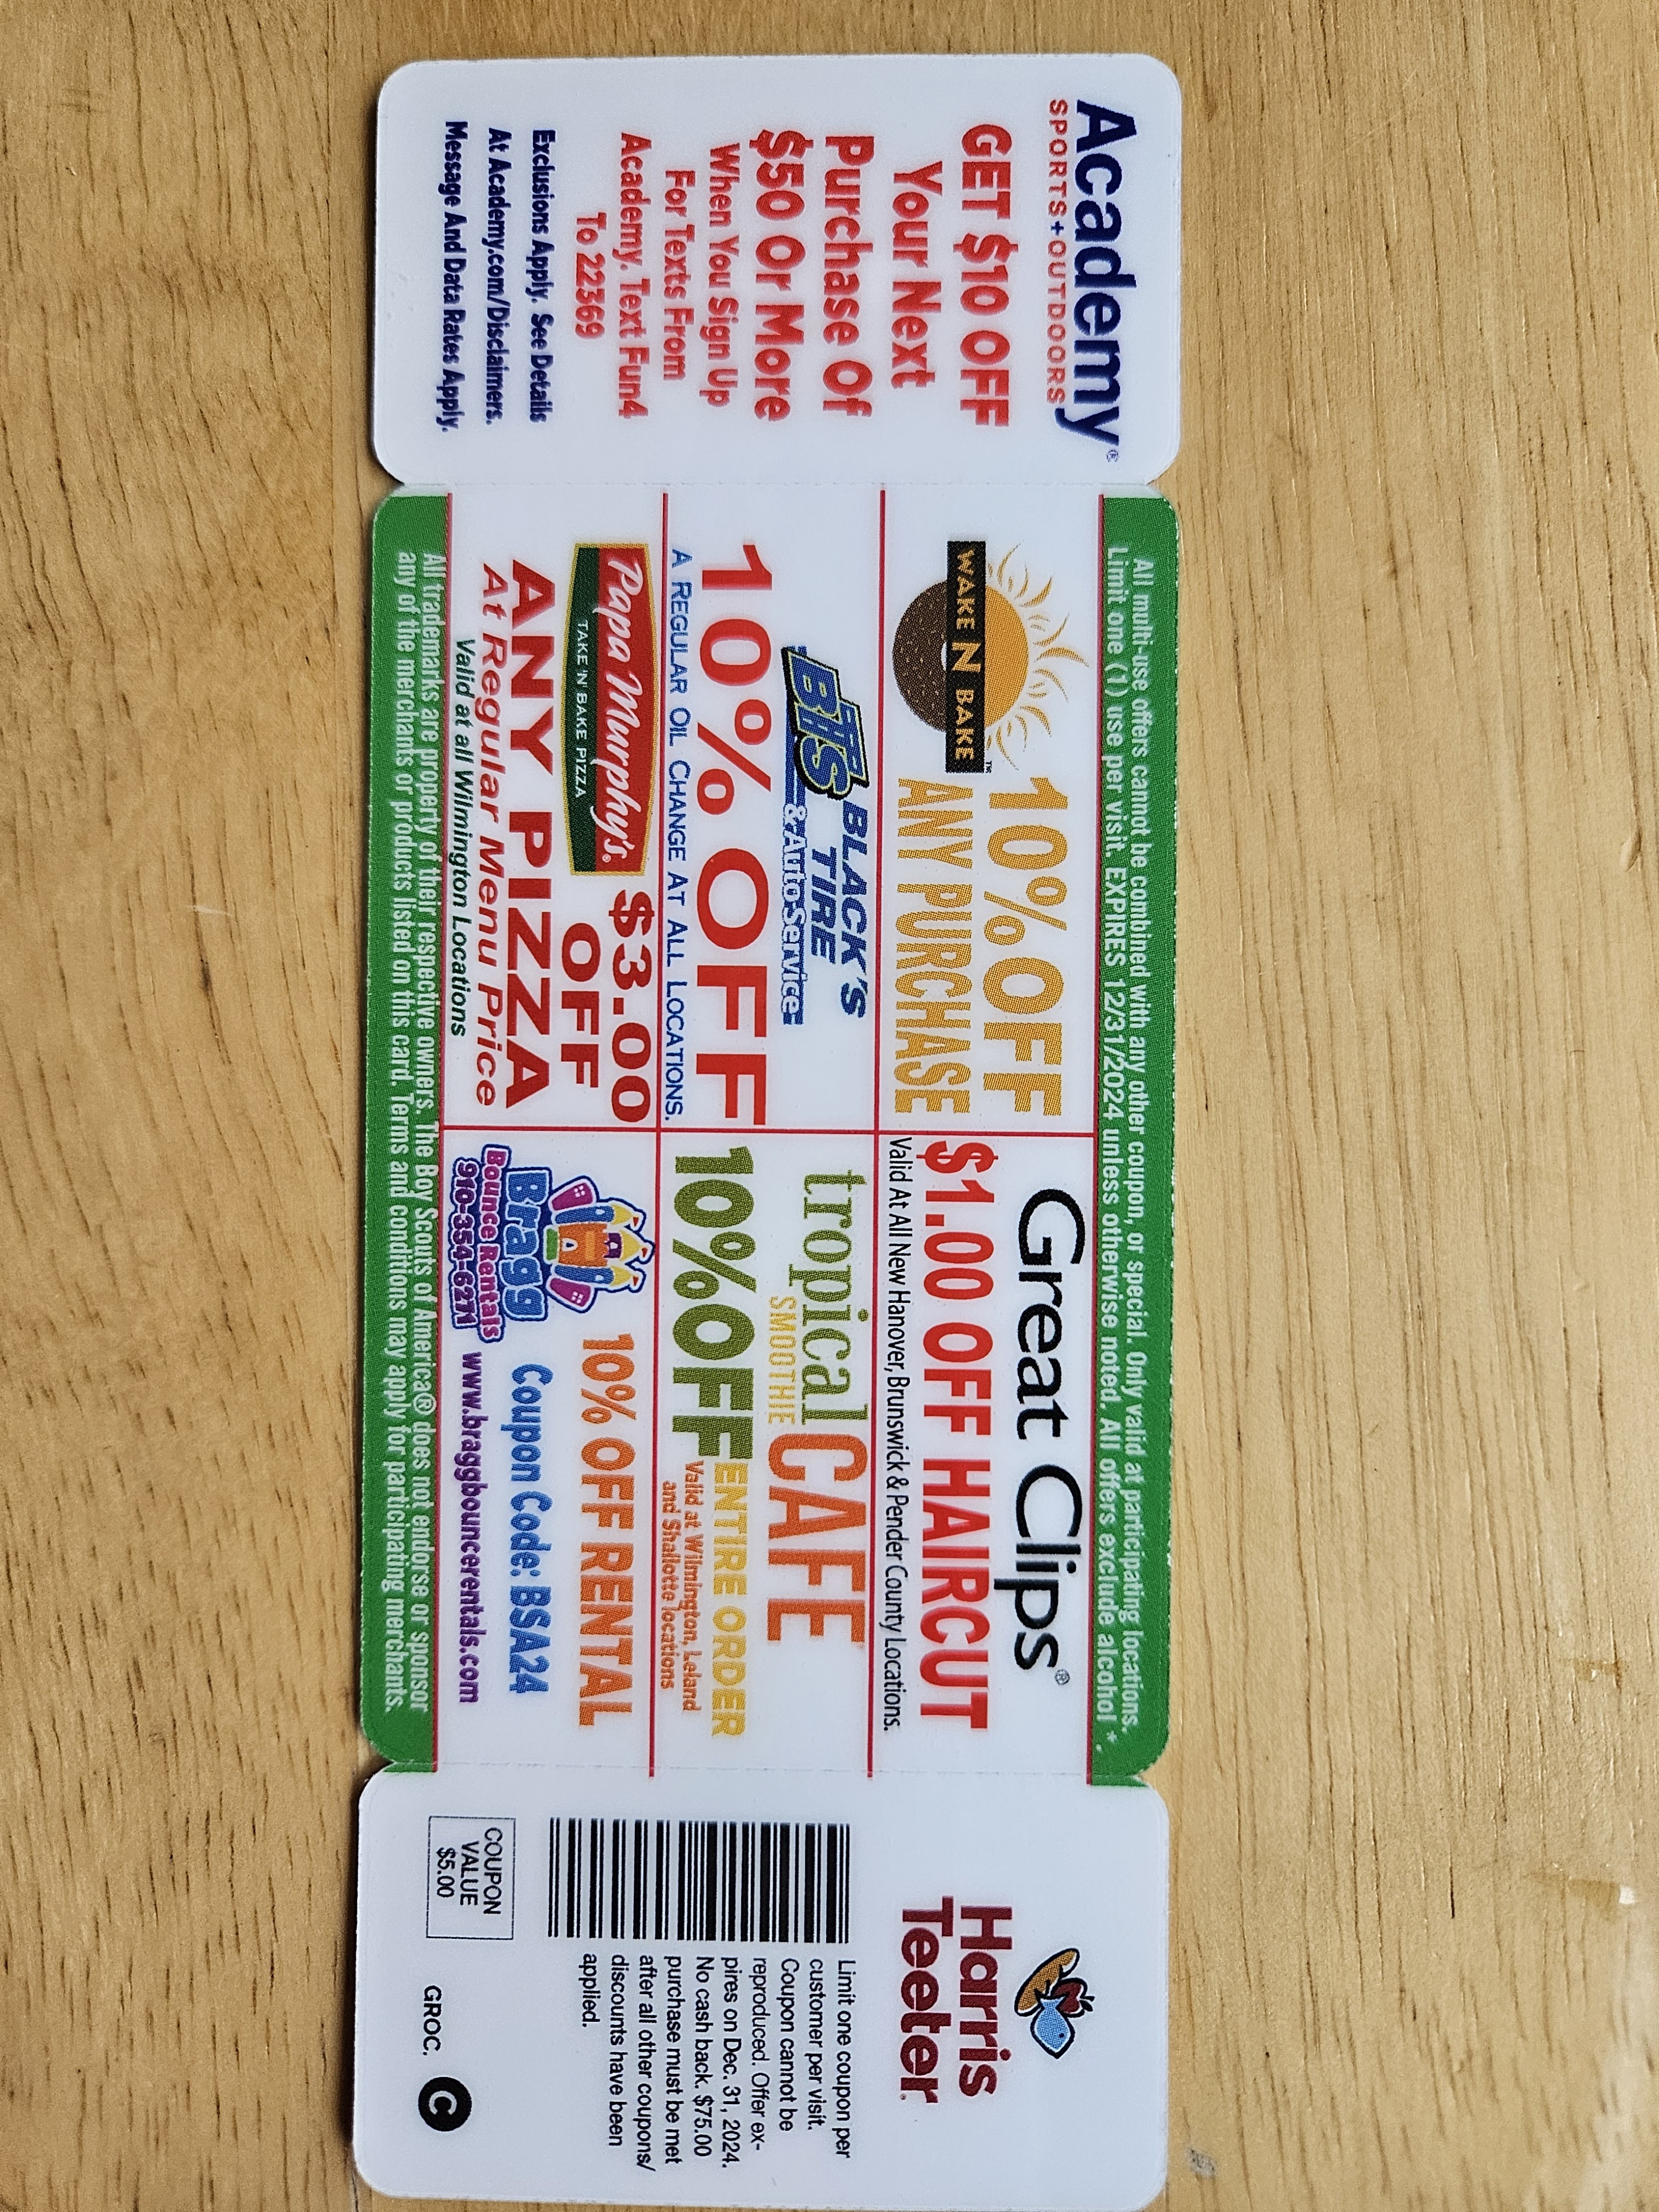 Academy®
SPORTS+OUTDOORS
GET $10 OFF
Your Next
Purchase Of
$50 Or More
When You Sign Up
For Texts From
Academy. Text Fun4
To 22369
Exclusions Apply. See Details
At Academy.com/Disclaimers.
Message And Data Rates Apply.
All multi-use offers cannot be combined with any other coupon, or special. Only valid at participating locations.
Limit one (1) use per visit. EXPIRES 12/31/2024 unless otherwise noted. All offers exclude alcohol *.
WAKE N BAKE™
10% OFF
ANY PURCHASE
Great Clips®
$1.00 OFF HAIRCUT
Valid At All New Hanover, Brunswick & Pender County Locations.
BTS
BLACK'S
TIRE
& Auto Service
10% OFF
A REGULAR OIL CHANGE AT ALL LOCATIONS.
tropical
SMOOTHIE
CAFE
10%OFF
ENTIRE ORDER
Valid at Wilmington, Leland
and Shallotte locations
Papa Murphy's®
TAKE 'N' BAKE PIZZA
$3.00
OFF
ANY PIZZA
At Regular Menu Price
Valid at all Wilmington Locations
Bragg
Bounce Rentals
910-354-6271
10% OFF RENTAL
Coupon Code: BSA24
www.braggbouncerentals.com
All trademarks are property of their respective owners. The Boy Scouts of America® does not endorse or sponsor
any of the merchants or products listed on this card. Terms and conditions may apply for participating merchants.
Harris
Teeter
Limit one coupon per
customer per visit.
Coupon cannot be
reproduced. Offer ex-
pires on Dec. 31, 2024.
No cash back. $75.00
purchase must be met
after all other coupons/
discounts have been
applied.
COUPON
VALUE
$5.00
GROC.
C